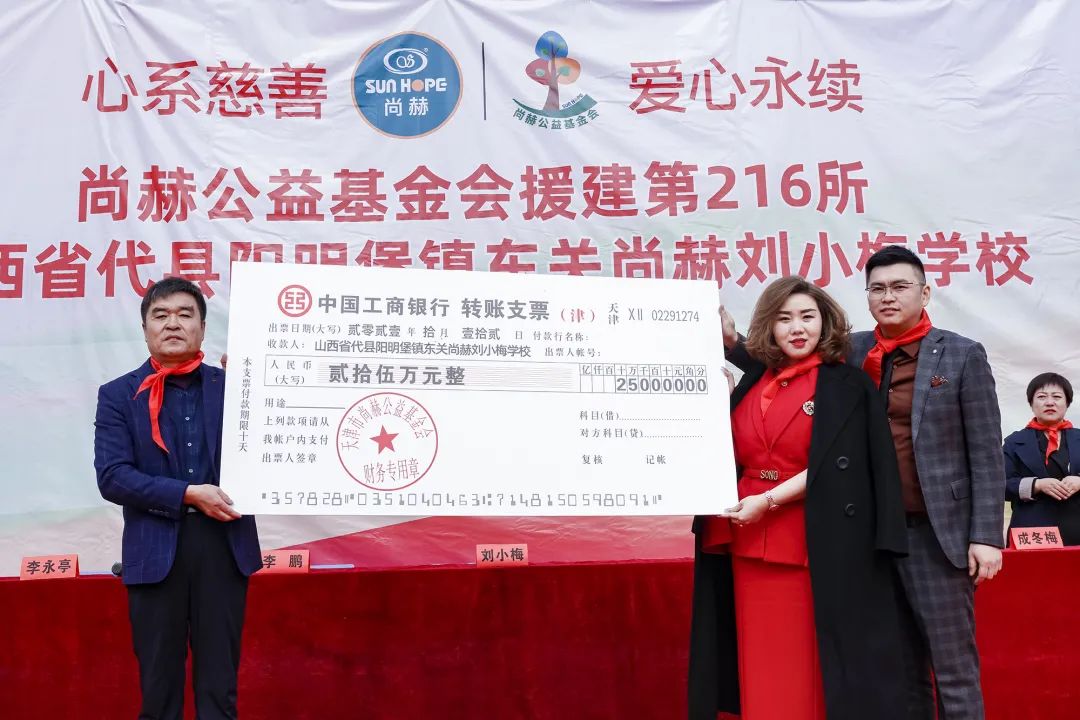 心系慈善
SUN HOPE
尚赫
SUN HOPE
尚赫公益基金会
爱心永续
尚赫公益基金会援建第216所
西省代县阳明堡镇东关尚赫刘小梅学校
中国工商银行 转账支票 (津) 天津 XII 02291274
出票日期(大写) 贰零贰壹 年 拾 月 壹拾贰 日 付款行名称:
收款人: 山西省代县阳明堡镇东关尚赫刘小梅学校 出票人帐号:
人民币(大写) 贰拾伍万元整
亿仟百十万千百十元角分
25000000
本支票付款期限十天
用途
上列款项请从
我帐户内支付
出票人签章
天津市尚赫公益基金会
财务专用章
科目(借)
对方科目(贷)
复核 记帐
357828 035104046 3 7148150598091
SONG
李永亭
李鹏
刘小梅
成冬梅